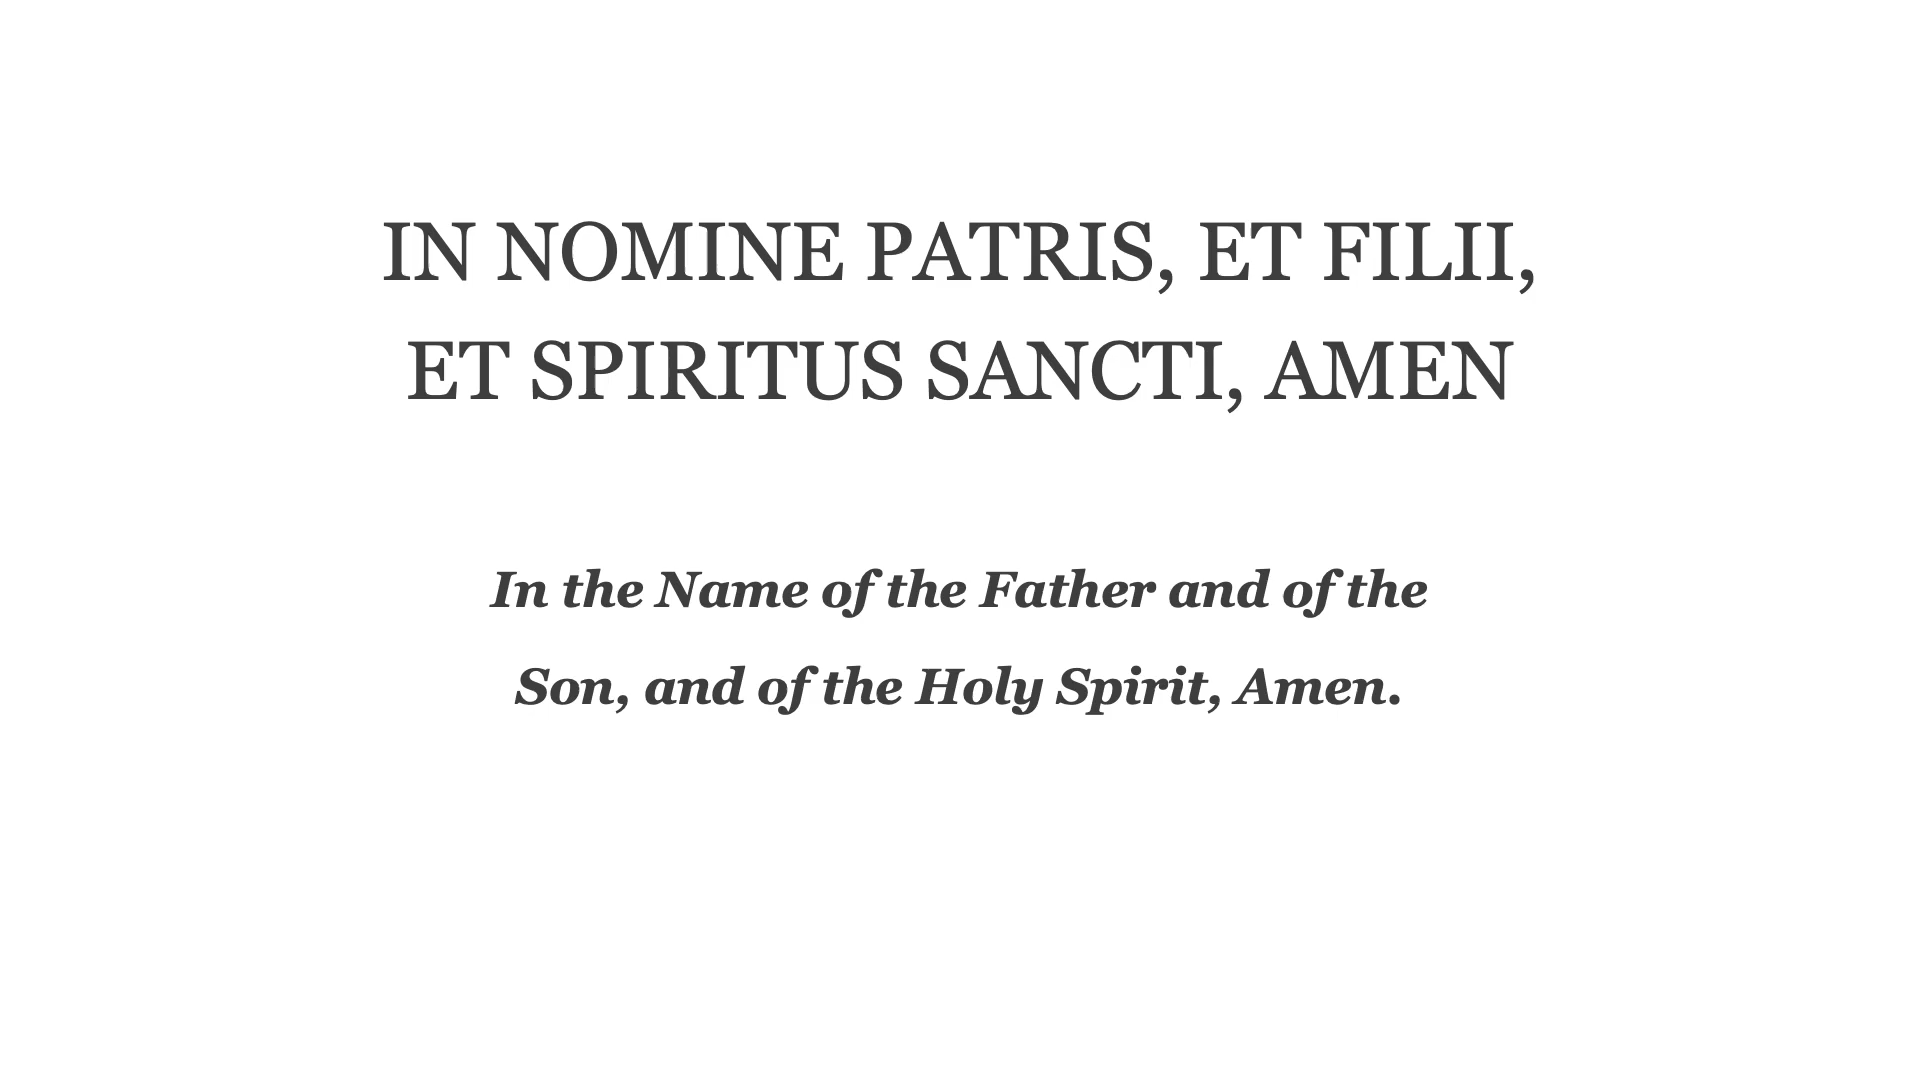 IN NOMINE PATRIS, ET FILII,
ET SPIRITUS SANCTI, AMEN
In the Name of the Father and of the
Son, and of the Holy Spirit, Amen.